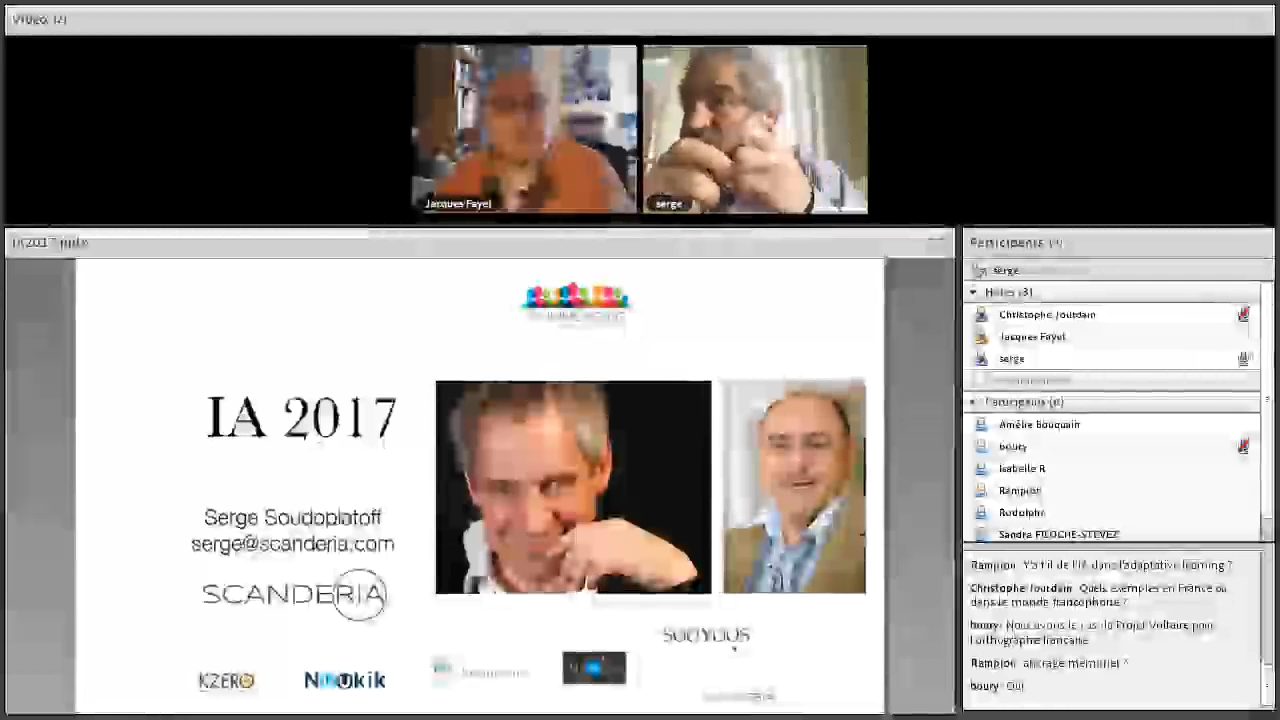 Jacques Fayel
serge
Participants
serge
Christophe Jourdain
Jacques Fayel
serge
Amélie Bouquain
boury
Isabelle R
Rampion
Rodolphe
Sandra FILOCHE-STEVEZ
IA 2017
Serge Soudoplatoff
serge@scanderia.com
SCANDERIA
KZERO
Rampion: Y a t'il de l'IA dans l'adaptative learning ?
Christophe Jourdain: Quels exemples en France ou
dans le monde francophone ?
boury: Nous avons le cas du Projet Voltaire pour
l'orthographe française
Rampion: ancrage mémoriel ?
boury: Oui